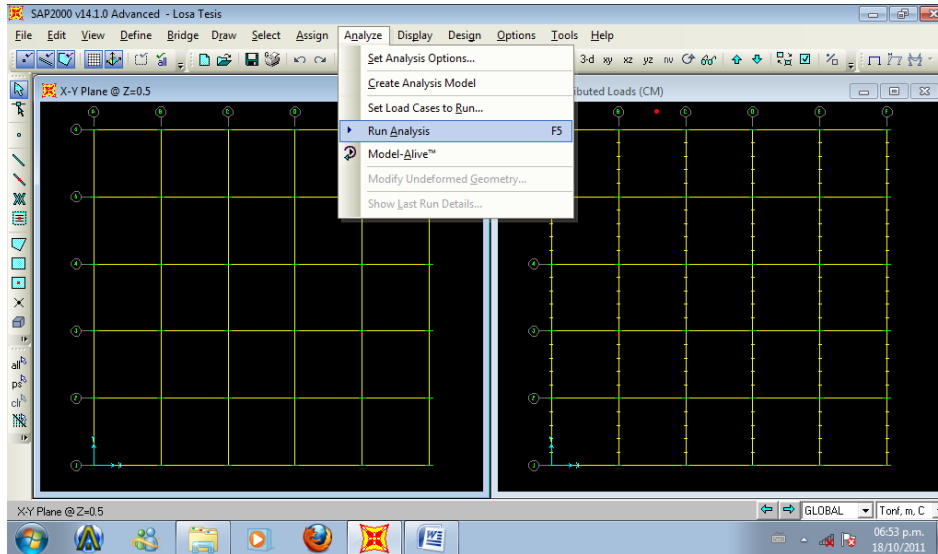 SAP2000 v14.1.0 Advanced - Losa Tesis
File Edit View Define Bridge Draw Select Assign Analyze Display Design Options Tools Help
3-d xy xz yz nv
Set Analysis Options...
Create Analysis Model
Set Load Cases to Run...
Run Analysis F5
Model-Alive™
Modify Undeformed Geometry...
Show Last Run Details...
X-Y Plane @ Z=0.5
ibuted Loads (CM)
all
ps
clr
X-Y Plane @ Z=0.5
GLOBAL
Tonf, m, C
06:53 p.m.
18/10/2011